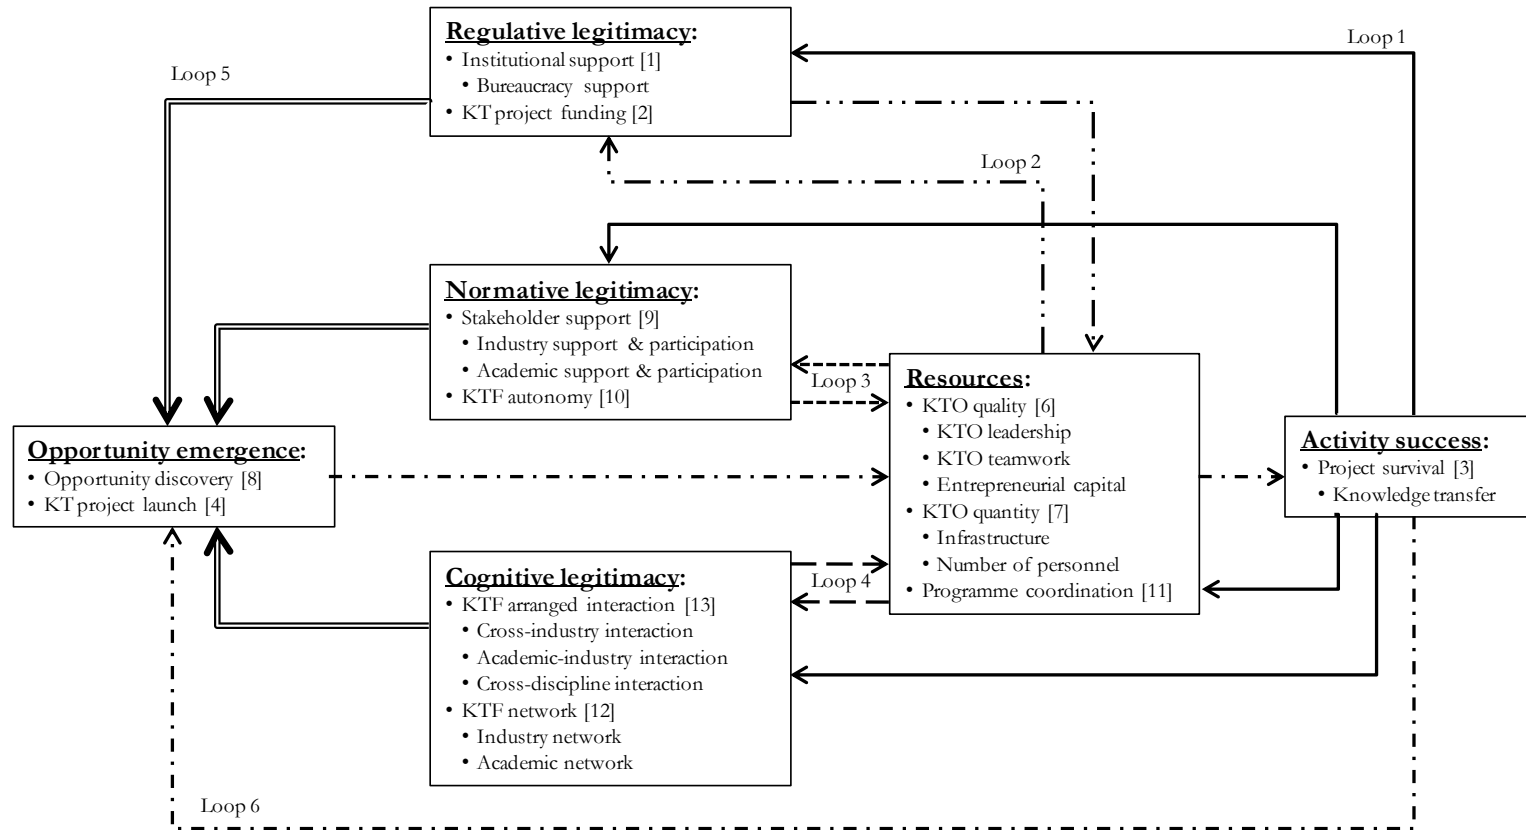 Regulative legitimacy:
• Institutional support [1]
• Bureaucracy support
• KT project funding [2]
Loop 1
Loop 5
Loop 2
Normative legitimacy:
• Stakeholder support [9]
• Industry support & participation
• Academic support & participation
• KTF autonomy [10]
Loop 3
Resources:
• KTO quality [6]
• KTO leadership
• KTO teamwork
• Entrepreneurial capital
• KTO quantity [7]
• Infrastructure
• Number of personnel
• Programme coordination [11]
Activity success:
• Project survival [3]
• Knowledge transfer
Opportunity emergence:
• Opportunity discovery [8]
• KT project launch [4]
Loop 4
Cognitive legitimacy:
• KTF arranged interaction [13]
• Cross-industry interaction
• Academic-industry interaction
• Cross-discipline interaction
• KTF network [12]
• Industry network
• Academic network
Loop 6